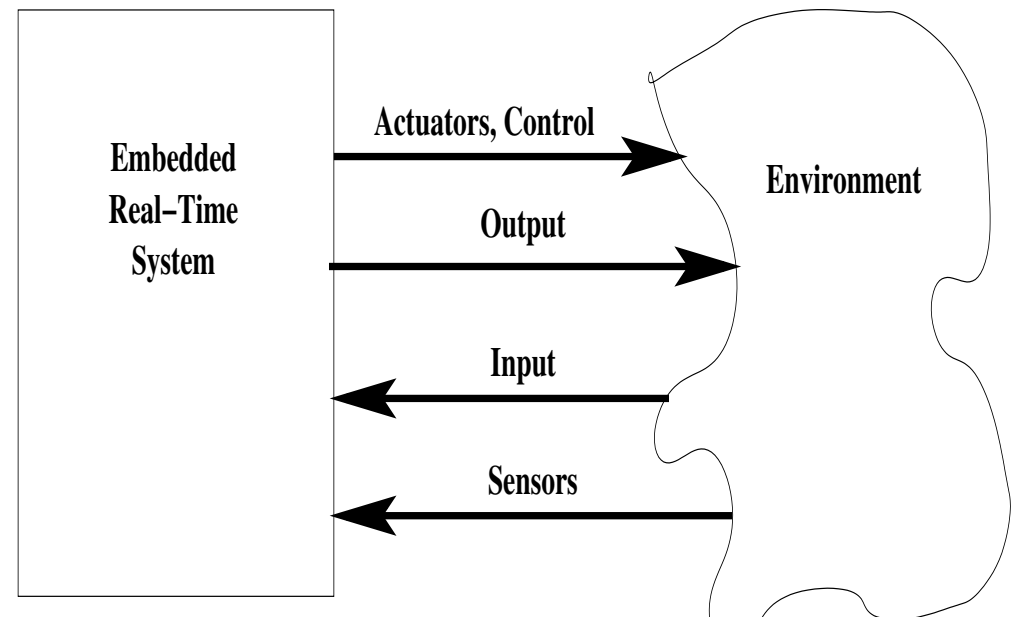 Embedded
Real–Time
System
Actuators, Control
Output
Input
Sensors
Environment